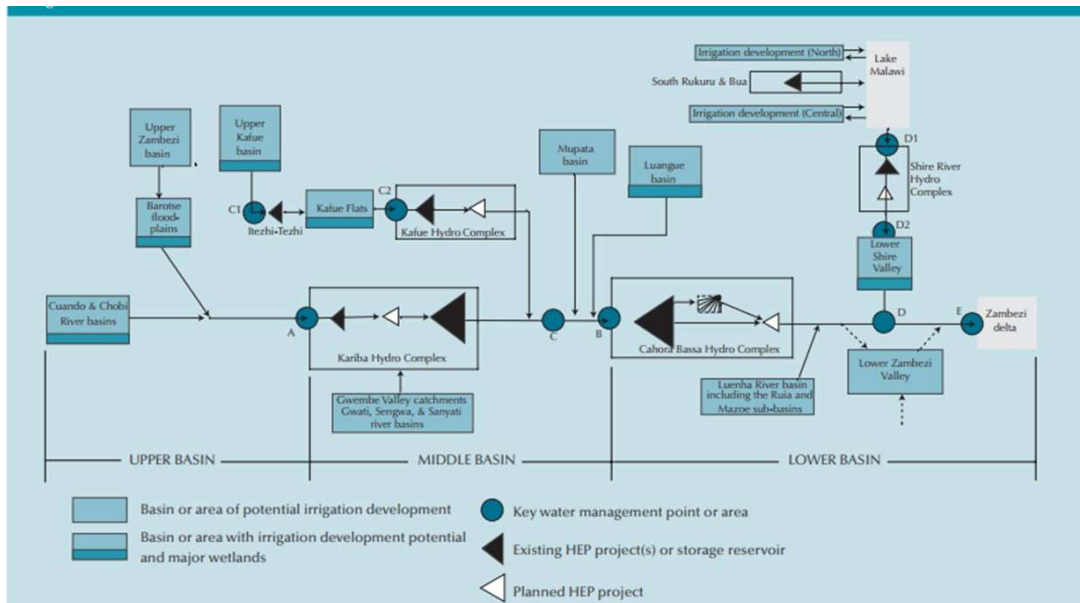 Irrigation development (North)
Lake
Malawi
South Rukuru & Bua
Irrigation development (Central)
D1
Shire River
Hydro
Complex
D2
Lower
Shire
Valley
Upper
Zambezi
basin
Upper
Kafue
basin
Mupata
basin
Luangue
basin
Barotse
flood-
plains
C1
Itezhi-Tezhi
Kafue Flats
C2
Kafue Hydro Complex
Cuando & Chobi
River basins
A
Kariba Hydro Complex
C
B
Cahora Bassa Hydro Complex
D
E
Zambezi
delta
Gwembe Valley catchments
Gwati, Sengwa, & Sanyati
river basins
Luenha River basin
including the Ruia and
Mazoe sub-basins
Lower Zambezi
Valley
UPPER BASIN
MIDDLE BASIN
LOWER BASIN
Basin or area of potential irrigation development
Basin or area with irrigation development potential
and major wetlands
Key water management point or area
Existing HEP project(s) or storage reservoir
Planned HEP project